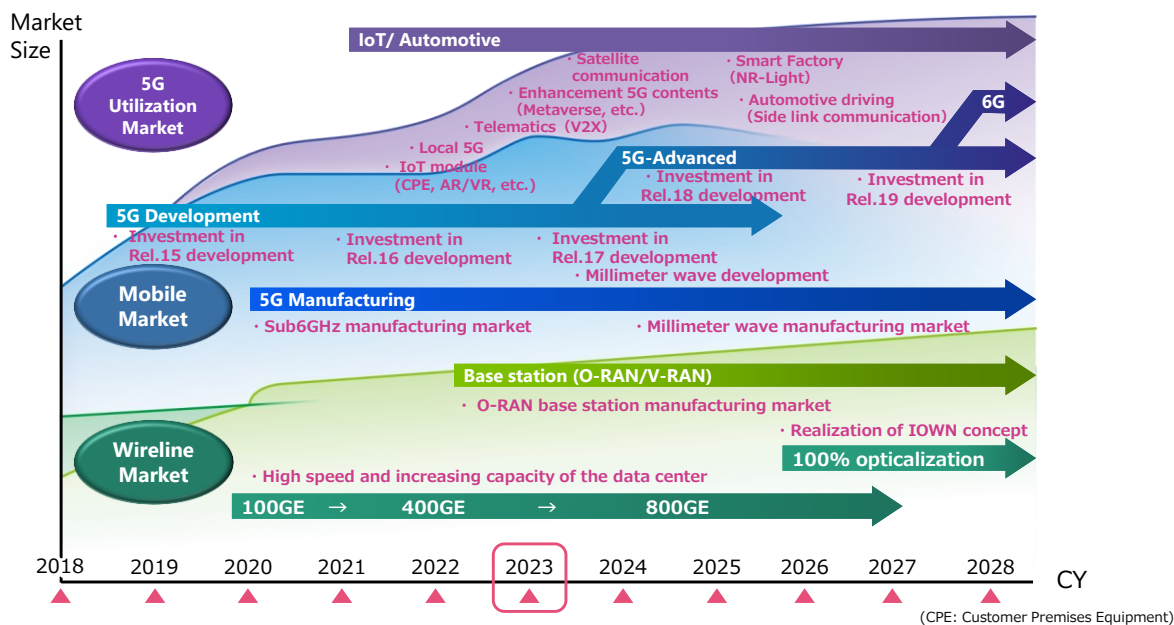 Market
Size
IoT/ Automotive
5G
Utilization
Market
・Satellite
communication
・Enhancement 5G contents
(Metaverse, etc.)
・Telematics (V2X)
・Local 5G
・IoT module
(CPE, AR/VR, etc.)
・Smart Factory
(NR-Light)
・Automotive driving
(Side link communication)
6G
5G-Advanced
・Investment in
Rel.18 development
・Investment in
Rel.19 development
5G Development
・Investment in
Rel.15 development
・Investment in
Rel.16 development
・Investment in
Rel.17 development
・Millimeter wave development
Mobile
Market
5G Manufacturing
・Sub6GHz manufacturing market
・Millimeter wave manufacturing market
Base station (O-RAN/V-RAN)
・O-RAN base station manufacturing market
Wireline
Market
・Realization of IOWN concept
100% opticalization
・High speed and increasing capacity of the data center
100GE → 400GE → 800GE
2018 2019 2020 2021 2022 2023 2024 2025 2026 2027 2028
CY
(CPE: Customer Premises Equipment)